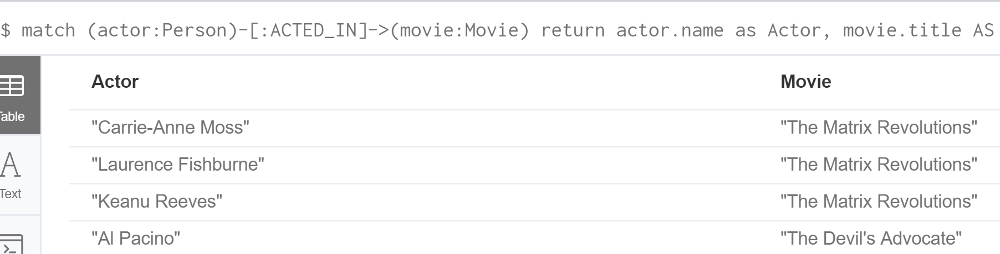 $ match (actor:Person)-[:ACTED_IN]->(movie:Movie) return actor.name as Actor, movie.title AS
Actor Movie
Table
"Carrie-Anne Moss" "The Matrix Revolutions"
"Laurence Fishburne" "The Matrix Revolutions"
Text
"Keanu Reeves" "The Matrix Revolutions"
"Al Pacino" "The Devil's Advocate"